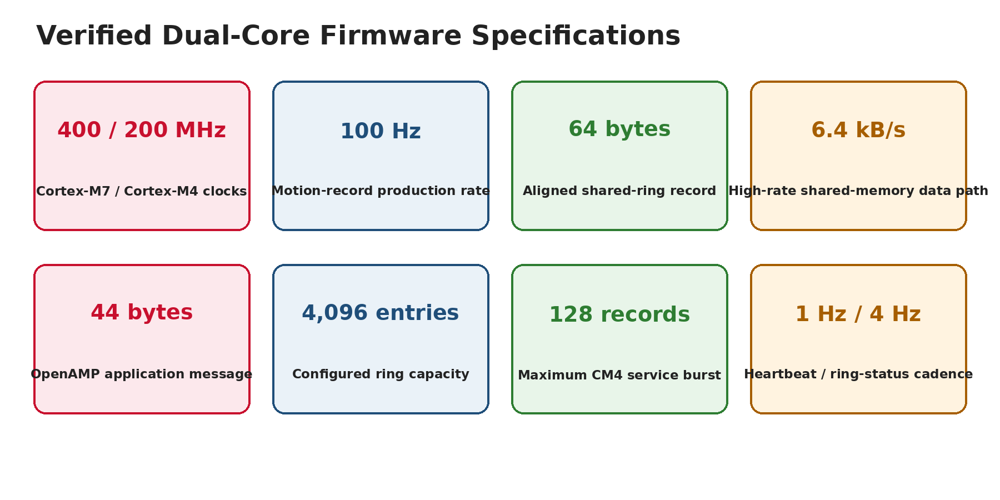 Verified Dual-Core Firmware Specifications
400 / 200 MHz
Cortex-M7 / Cortex-M4 clocks
100 Hz
Motion-record production rate
64 bytes
Aligned shared-ring record
6.4 kB/s
High-rate shared-memory data path
44 bytes
OpenAMP application message
4,096 entries
Configured ring capacity
128 records
Maximum CM4 service burst
1 Hz / 4 Hz
Heartbeat / ring-status cadence